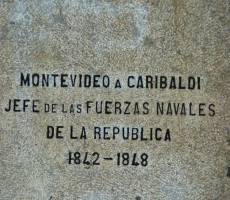 MONTEVIDEO A CARIBALDI
JEFE DE LAS FUERZAS NAVALES
DE LA REPUBLICA
1842-1848